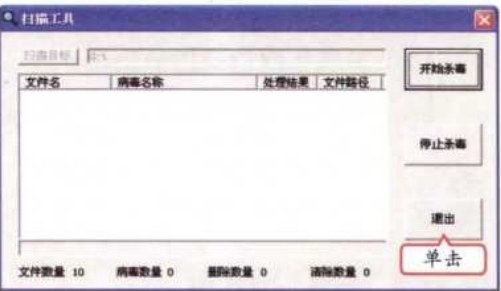 扫描工具
扫描目标 G:\
文件名 病毒名称 处理结果 文件路径
开始杀毒
停止杀毒
退出
单击
文件数量 10 病毒数量 0 删除数量 0 清除数量 0